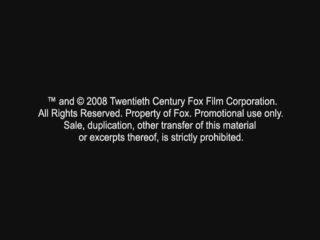 ™ and © 2008 Twentieth Century Fox Film Corporation.
All Rights Reserved. Property of Fox. Promotional use only.
Sale, duplication, other transfer of this material
or excerpts thereof, is strictly prohibited.